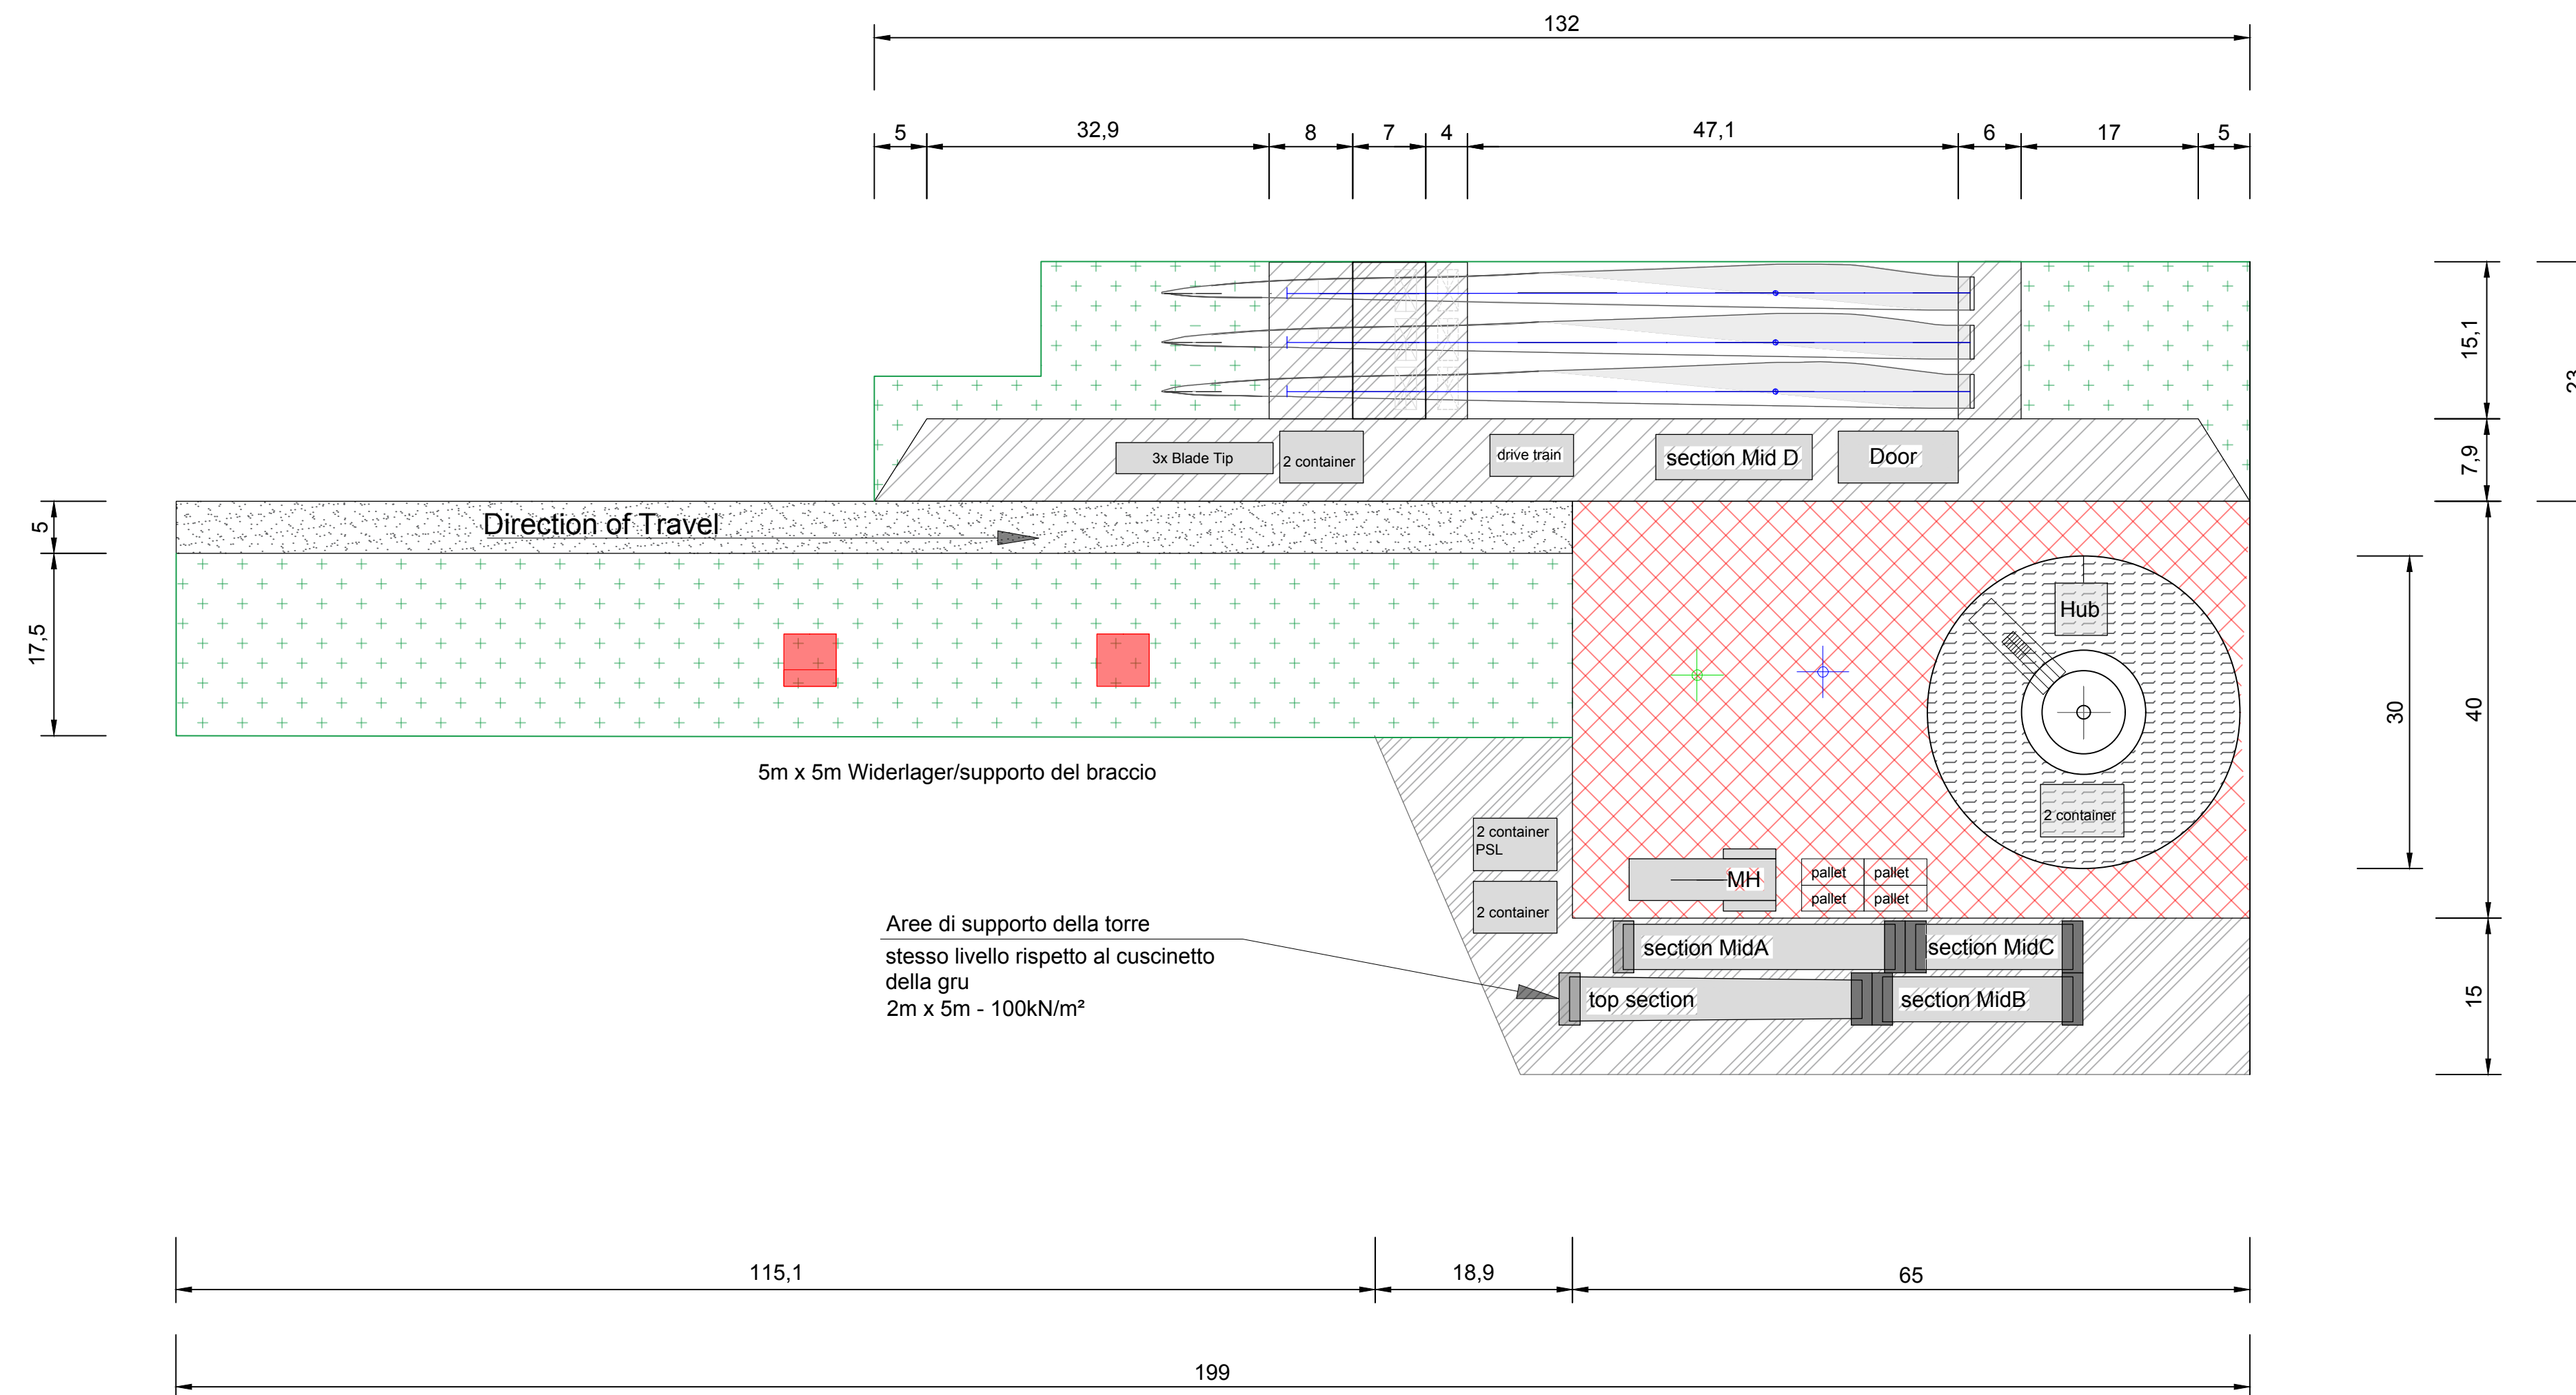 132
5
32,9
8
7
4
47,1
6
17
5
15,1
23
7,9
3x Blade Tip
2 container
drive train
section Mid D
Door
5
Direction of Travel
17,5
Hub
30
40
5m x 5m Widerlager/supporto del braccio
2 container
PSL
2 container
2 container
MH
pallet
pallet
pallet
pallet
Aree di supporto della torre
stesso livello rispetto al cuscinetto
della gru
2m x 5m - 100kN/m²
section MidA
section MidC
top section
section MidB
15
115,1
18,9
65
199